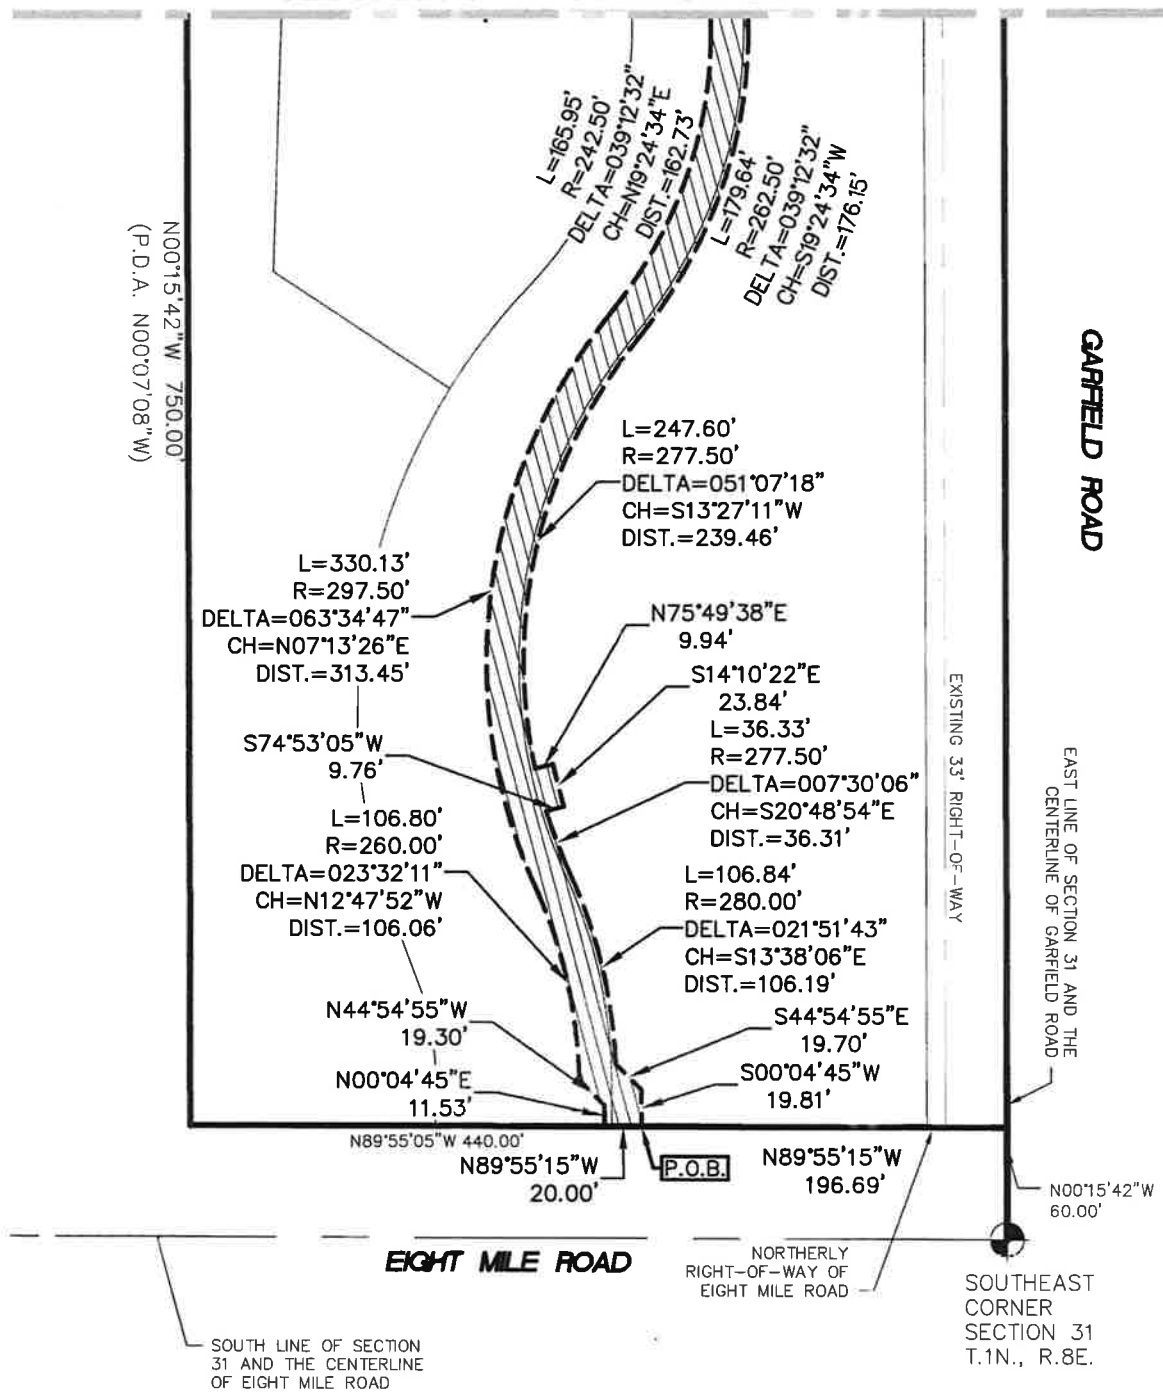 L=165.95'
R=242.50'
DELTA=039°12'32"
CH=N19°24'34"E
DIST.=162.73'
L=179.64'
R=262.50'
DELTA=039°12'32"
CH=S19°24'34"W
DIST.=176.15'
N00°15'42"W 750.00'
(P.D.A. N00°07'08"W)
GARFIELD ROAD
L=247.60'
R=277.50'
DELTA=051°07'18"
CH=S13°27'11"W
DIST.=239.46'
L=330.13'
R=297.50'
DELTA=063°34'47"
CH=N07°13'26"E
DIST.=313.45'
N75°49'38"E
9.94'
S14°10'22"E
23.84'
S74°53'05"W
9.76'
L=36.33'
R=277.50'
DELTA=007°30'06"
CH=S20°48'54"E
DIST.=36.31'
L=106.80'
R=260.00'
DELTA=023°32'11"
CH=N12°47'52"W
DIST.=106.06'
L=106.84'
R=280.00'
DELTA=021°51'43"
CH=S13°38'06"E
DIST.=106.19'
EXISTING 33' RIGHT-OF-WAY
EAST LINE OF SECTION 31 AND THE
CENTERLINE OF GARFIELD ROAD
N44°54'55"W
19.30'
S44°54'55"E
19.70'
N00°04'45"E
11.53'
S00°04'45"W
19.81'
N89°55'05"W 440.00'
N89°55'15"W
20.00'
P.O.B.
N89°55'15"W
196.69'
N00°15'42"W
60.00'
EIGHT MILE ROAD
NORTHERLY
RIGHT-OF-WAY OF
EIGHT MILE ROAD
SOUTHEAST
CORNER
SECTION 31
T.1N., R.8E.
SOUTH LINE OF SECTION
31 AND THE CENTERLINE
OF EIGHT MILE ROAD